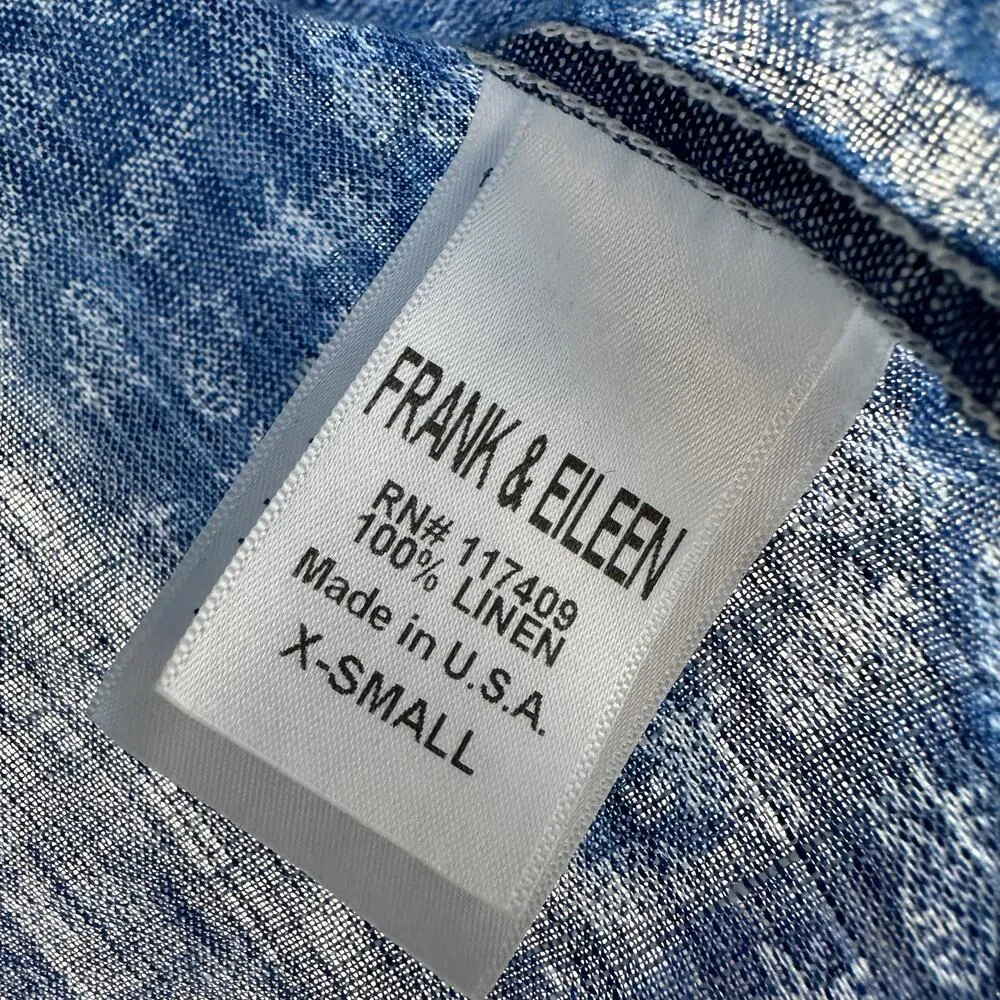 FRANK & EILEEN
RN# 117409
100% LINEN
Made in U.S.A.
X-SMALL